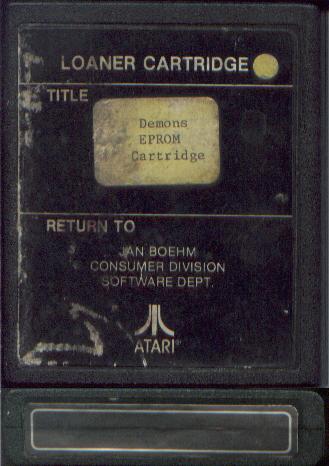 LOANER CARTRIDGE
TITLE
Demons
EPROM
Cartridge
RETURN TO
JAN BOEHM
CONSUMER DIVISION
SOFTWARE DEPT.
ATARI